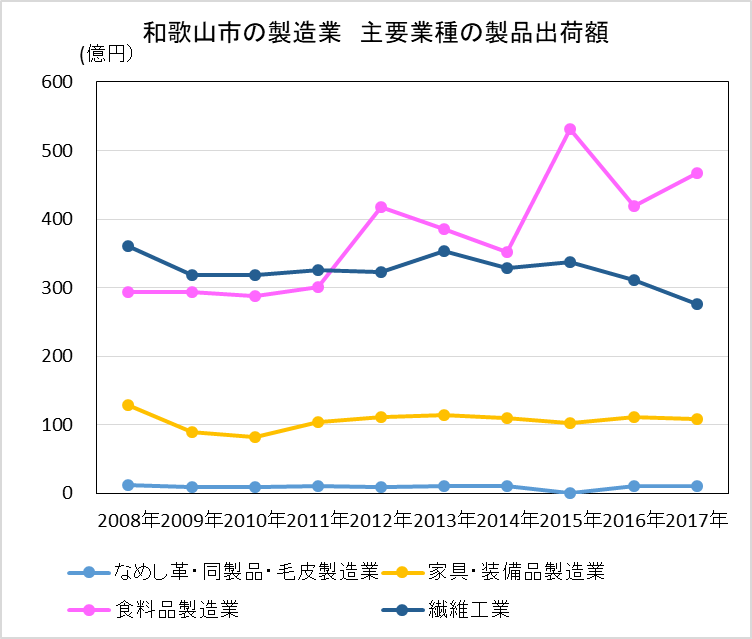 和歌山市の製造業　主要業種の製品出荷額
(億円)
600
500
400
300
200
100
0
2008年2009年2010年2011年2012年2013年2014年2015年2016年2017年
なめし革・同製品・毛皮製造業 家具・装備品製造業
食料品製造業 繊維工業